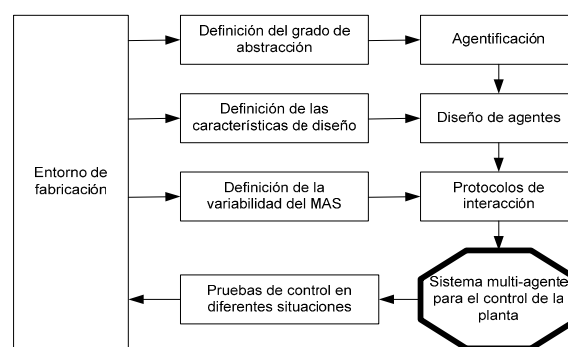 Definición del grado de
abstracción
Agentificación
Definición de las
características de diseño
Diseño de agentes
Entorno de
fabricación
Definición de la
variabilidad del MAS
Protocolos de
interacción
Pruebas de control en
diferentes situaciones
Sistema multi-agente
para el control de la
planta